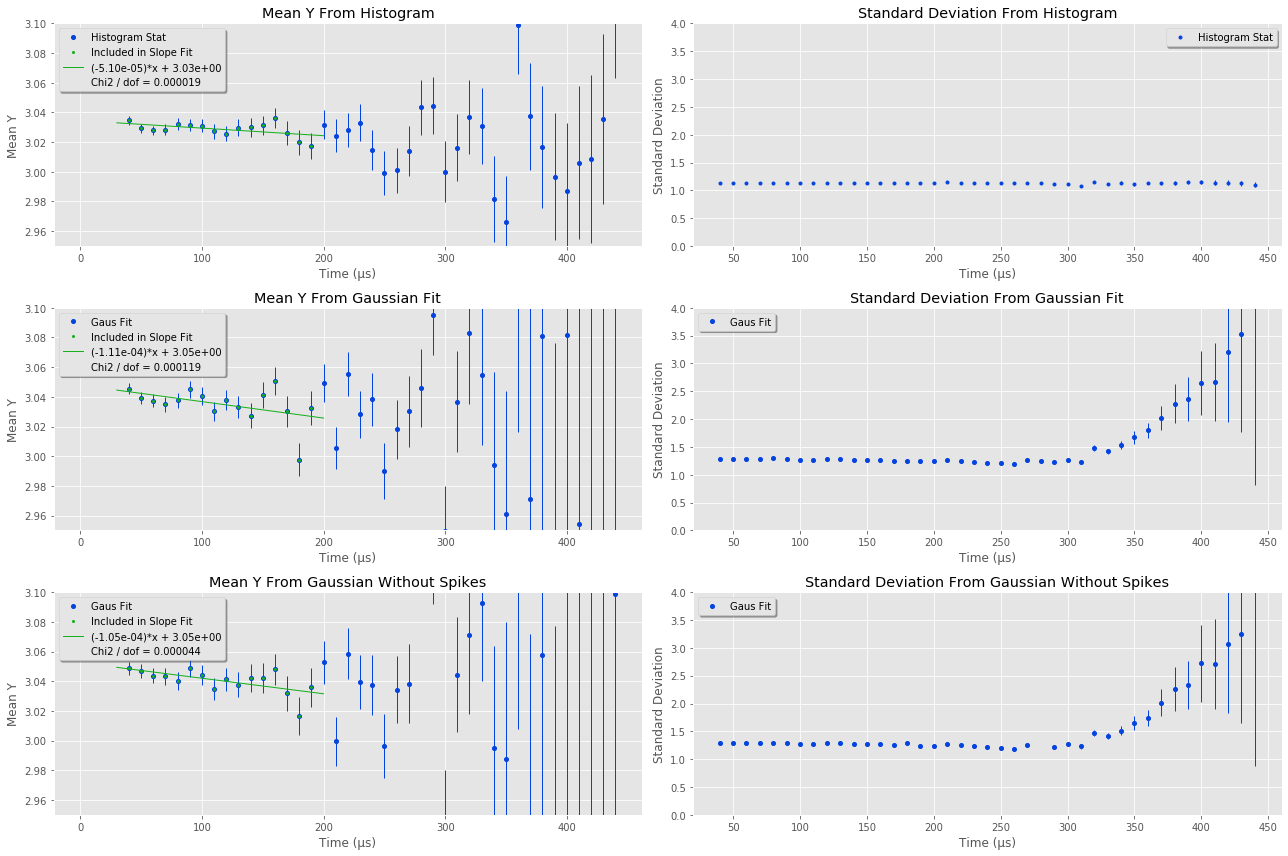 Mean Y From Histogram
Mean Y
3.10
3.08
3.06
3.04
3.02
3.00
2.98
2.96
Histogram Stat
Included in Slope Fit
(-5.10e-05)*x + 3.03e+00
Chi2 / dof = 0.000019
0 100 200 300 400
Time (µs)
Standard Deviation From Histogram
Standard Deviation
4.0
3.5
3.0
2.5
2.0
1.5
1.0
0.5
0.0
Histogram Stat
50 100 150 200 250 300 350 400 450
Time (µs)
Mean Y From Gaussian Fit
Mean Y
3.10
3.08
3.06
3.04
3.02
3.00
2.98
2.96
Gaus Fit
Included in Slope Fit
(-1.11e-04)*x + 3.05e+00
Chi2 / dof = 0.000119
0 100 200 300 400
Time (µs)
Standard Deviation From Gaussian Fit
Standard Deviation
4.0
3.5
3.0
2.5
2.0
1.5
1.0
0.5
0.0
Gaus Fit
50 100 150 200 250 300 350 400 450
Time (µs)
Mean Y From Gaussian Without Spikes
Mean Y
3.10
3.08
3.06
3.04
3.02
3.00
2.98
2.96
Gaus Fit
Included in Slope Fit
(-1.05e-04)*x + 3.05e+00
Chi2 / dof = 0.000044
0 100 200 300 400
Time (µs)
Standard Deviation From Gaussian Without Spikes
Standard Deviation
4.0
3.5
3.0
2.5
2.0
1.5
1.0
0.5
0.0
Gaus Fit
50 100 150 200 250 300 350 400 450
Time (µs)